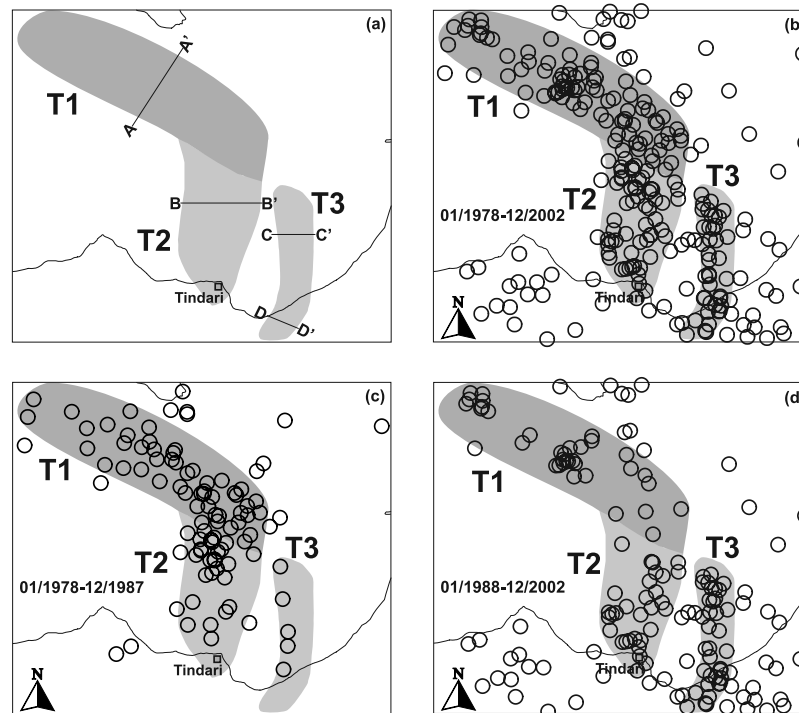 (a)
A'
T1
A
T3
B
B'
C
C'
T2
Tindari
D
D'
(b)
T1
T3
T2
01/1978-12/2002
Tindari
N
(c)
T1
T3
T2
01/1978-12/1987
Tindari
N
(d)
T1
T3
T2
01/1988-12/2002
Tindari
N